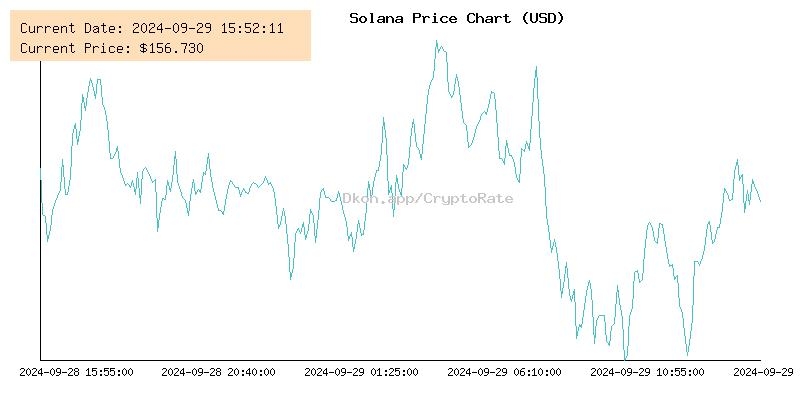 Solana Price Chart (USD)
Current Date: 2024-09-29 15:52:11
Current Price: $156.730
Dkon.app/CryptoRate
2024-09-28 15:55:00 2024-09-28 20:40:00 2024-09-29 01:25:00 2024-09-29 06:10:00 2024-09-29 10:55:00 2024-09-29